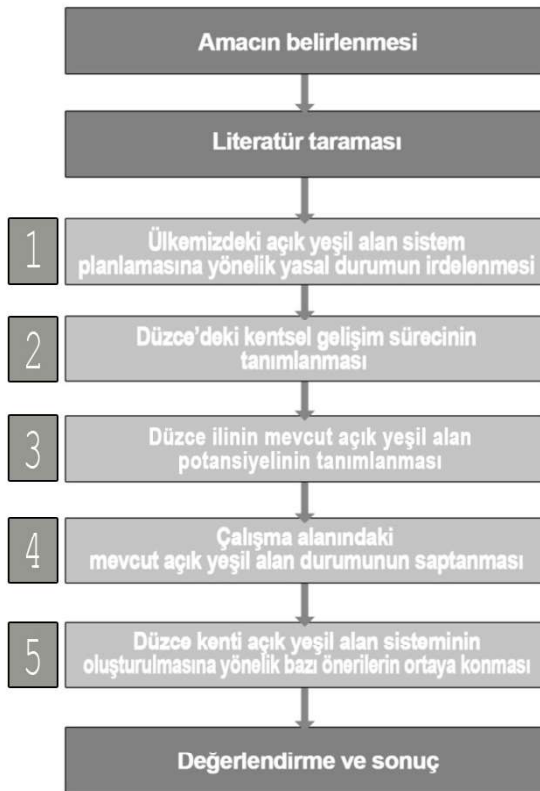 Amacın belirlenmesi
Literatür taraması
1
Ülkemizdeki açık yeşil alan sistem
planlamasına yönelik yasal durumun irdelenmesi
2
Düzce'deki kentsel gelişim sürecinin
tanımlanması
3
Düzce ilinin mevcut açık yeşil alan
potansiyelinin tanımlanması
4
Çalışma alanındaki
mevcut açık yeşil alan durumunun saptanması
5
Düzce kenti açık yeşil alan sisteminin
oluşturulmasına yönelik bazı önerilerin ortaya konması
Değerlendirme ve sonuç